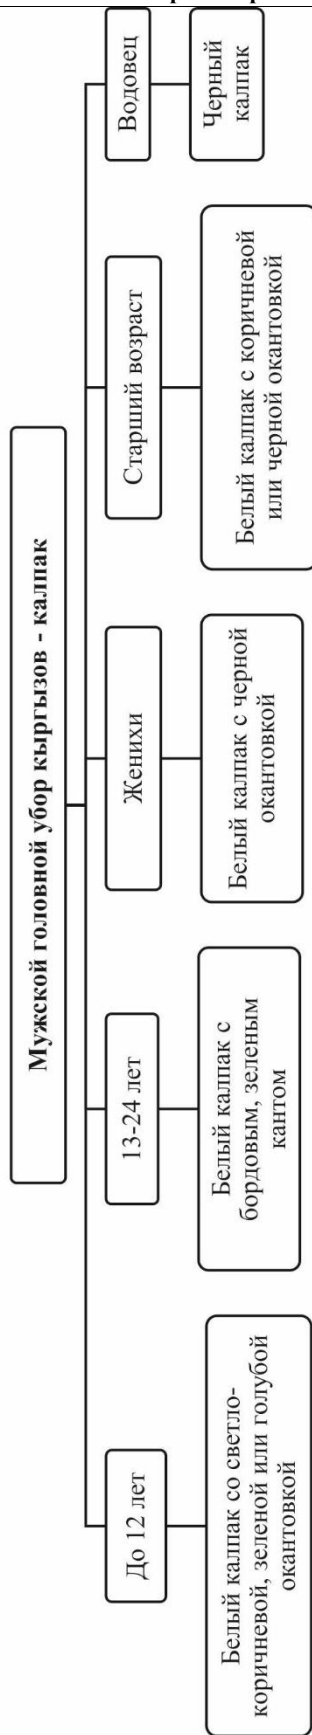 Мужской головной убор кыргызов - калпак
До 12 лет
13-24 лет
Женихи
Старший возраст
Водовец
Белый калпак со светло-
коричневой, зеленой или голубой
окантовкой
Белый калпак с
бордовым, зеленым
кантом
Белый калпак с черной
окантовкой
Белый калпак с коричневой
или черной окантовкой
Черный
калпак